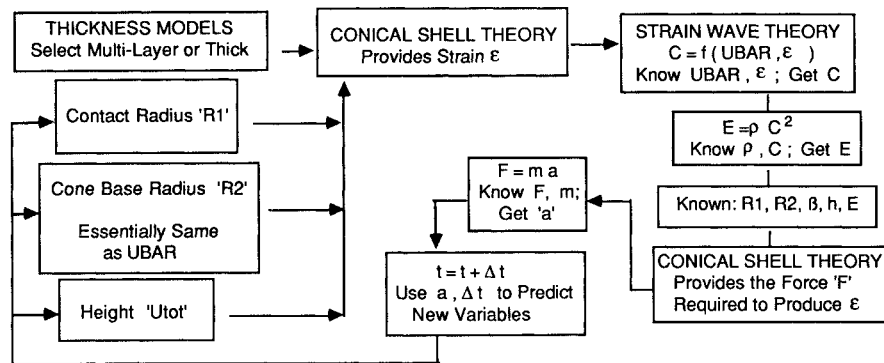 THICKNESS MODELS
Select Multi-Layer or Thick
CONICAL SHELL THEORY
Provides Strain ε
STRAIN WAVE THEORY
C = f ( UBAR , ε )
Know UBAR , ε ; Get C
Contact Radius 'R1'
E = ρ C²
Know ρ , C ; Get E
Cone Base Radius 'R2'
Essentially Same
as UBAR
F = m a
Know F, m;
Get 'a'
Known: R1, R2, ß, h, E
CONICAL SHELL THEORY
Provides the Force 'F'
Required to Produce ε
t = t + Δt
Use a , Δt to Predict
New Variables
Height 'Utot'